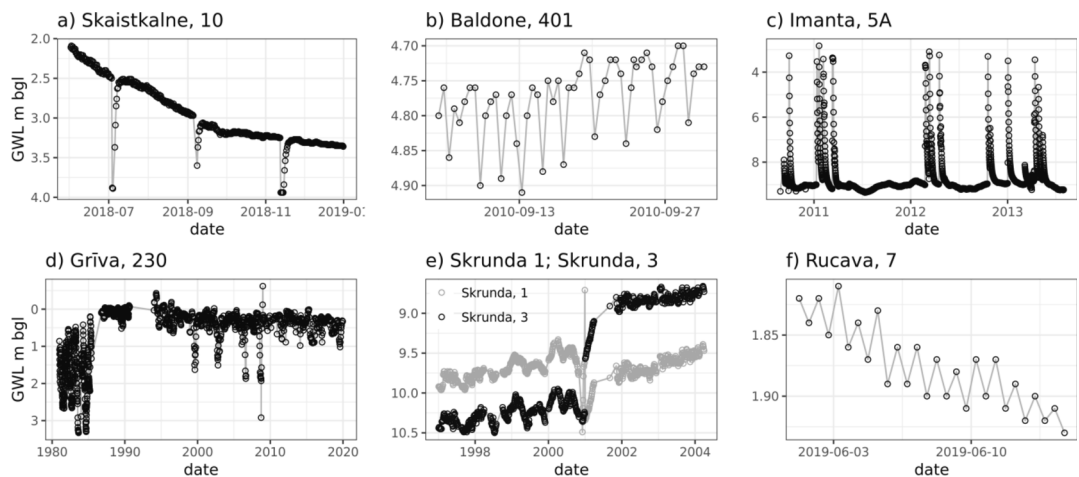 a) Skaistkalne, 10
b) Baldone, 401
c) Imanta, 5A
GWL m bgl
2.0
2.5
3.0
3.5
4.0
2018-07
2018-09
2018-11
2019-0
date
4.70
4.75
4.80
4.85
4.90
2010-09-13
2010-09-27
date
4
6
8
2011
2012
2013
date
d) Grīva, 230
e) Skrunda 1; Skrunda, 3
f) Rucava, 7
GWL m bgl
0
1
2
3
1980
1990
2000
2010
2020
date
Skrunda, 1
Skrunda, 3
9.0
9.5
10.0
10.5
1998
2000
2002
2004
date
1.85
1.90
2019-06-03
2019-06-10
date